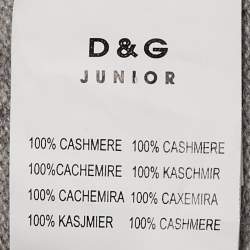 D & G
JUNIOR
100% CASHMERE 100% CASHMERE
100%CACHEMIRE 100% KASCHMIR
100% CACHEMIRA 100% CAXEMIRA
100% KASJMIER 100% CASHMERE